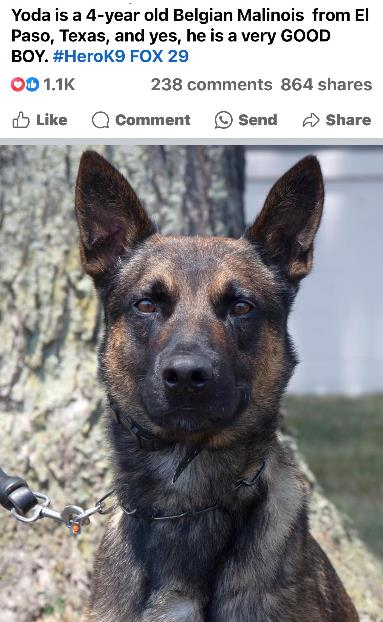 Yoda is a 4-year old Belgian Malinois from El
Paso, Texas, and yes, he is a very GOOD
BOY. #HeroK9 FOX 29
1.1K 238 comments 864 shares
Like Comment Send Share